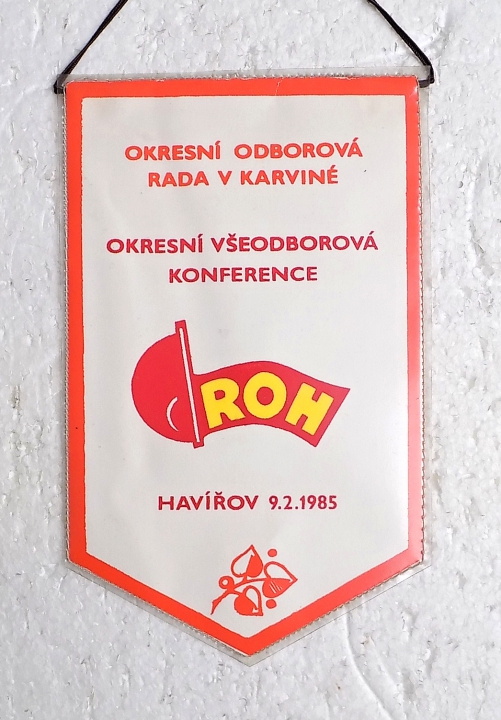 OKRESNÍ ODBOROVÁ
RADA V KARVINÉ
OKRESNÍ VŠEODBOROVÁ
KONFERENCE
ROH
HAVÍŘOV 9.2.1985